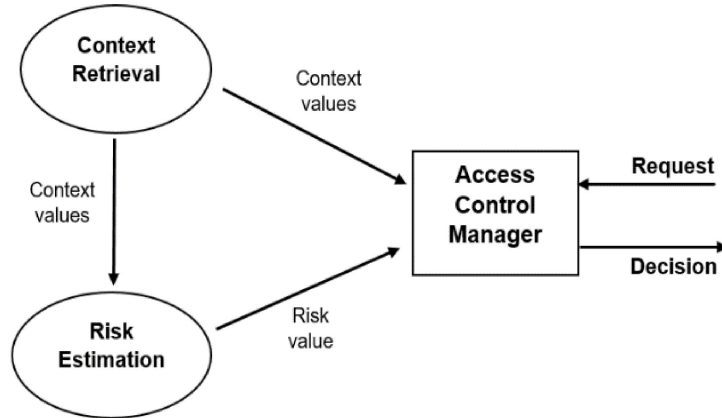 Context
Retrieval
Context
values
Context
values
Access
Control
Manager
Request
Decision
Risk
Estimation
Risk
value